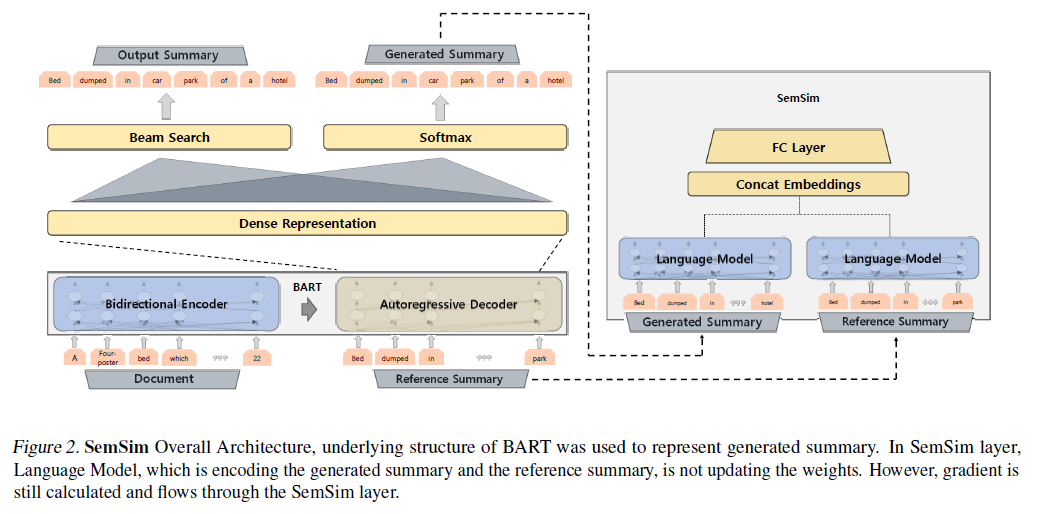 Output Summary
Bed dumped in car park of a hotel
Beam Search
Generated Summary
Bed dumped in car park of a hotel
Softmax
Dense Representation
BART
Bidirectional Encoder
Autoregressive Decoder
A Four-poster bed which 22
Document
Bed dumped in park
Reference Summary
SemSim
FC Layer
Concat Embeddings
Language Model
Language Model
Bed dumped in hotel
Generated Summary
Bed dumped in park
Reference Summary
Figure 2. SemSim Overall Architecture, underlying structure of BART was used to represent generated summary. In SemSim layer,
Language Model, which is encoding the generated summary and the reference summary, is not updating the weights. However, gradient is
still calculated and flows through the SemSim layer.